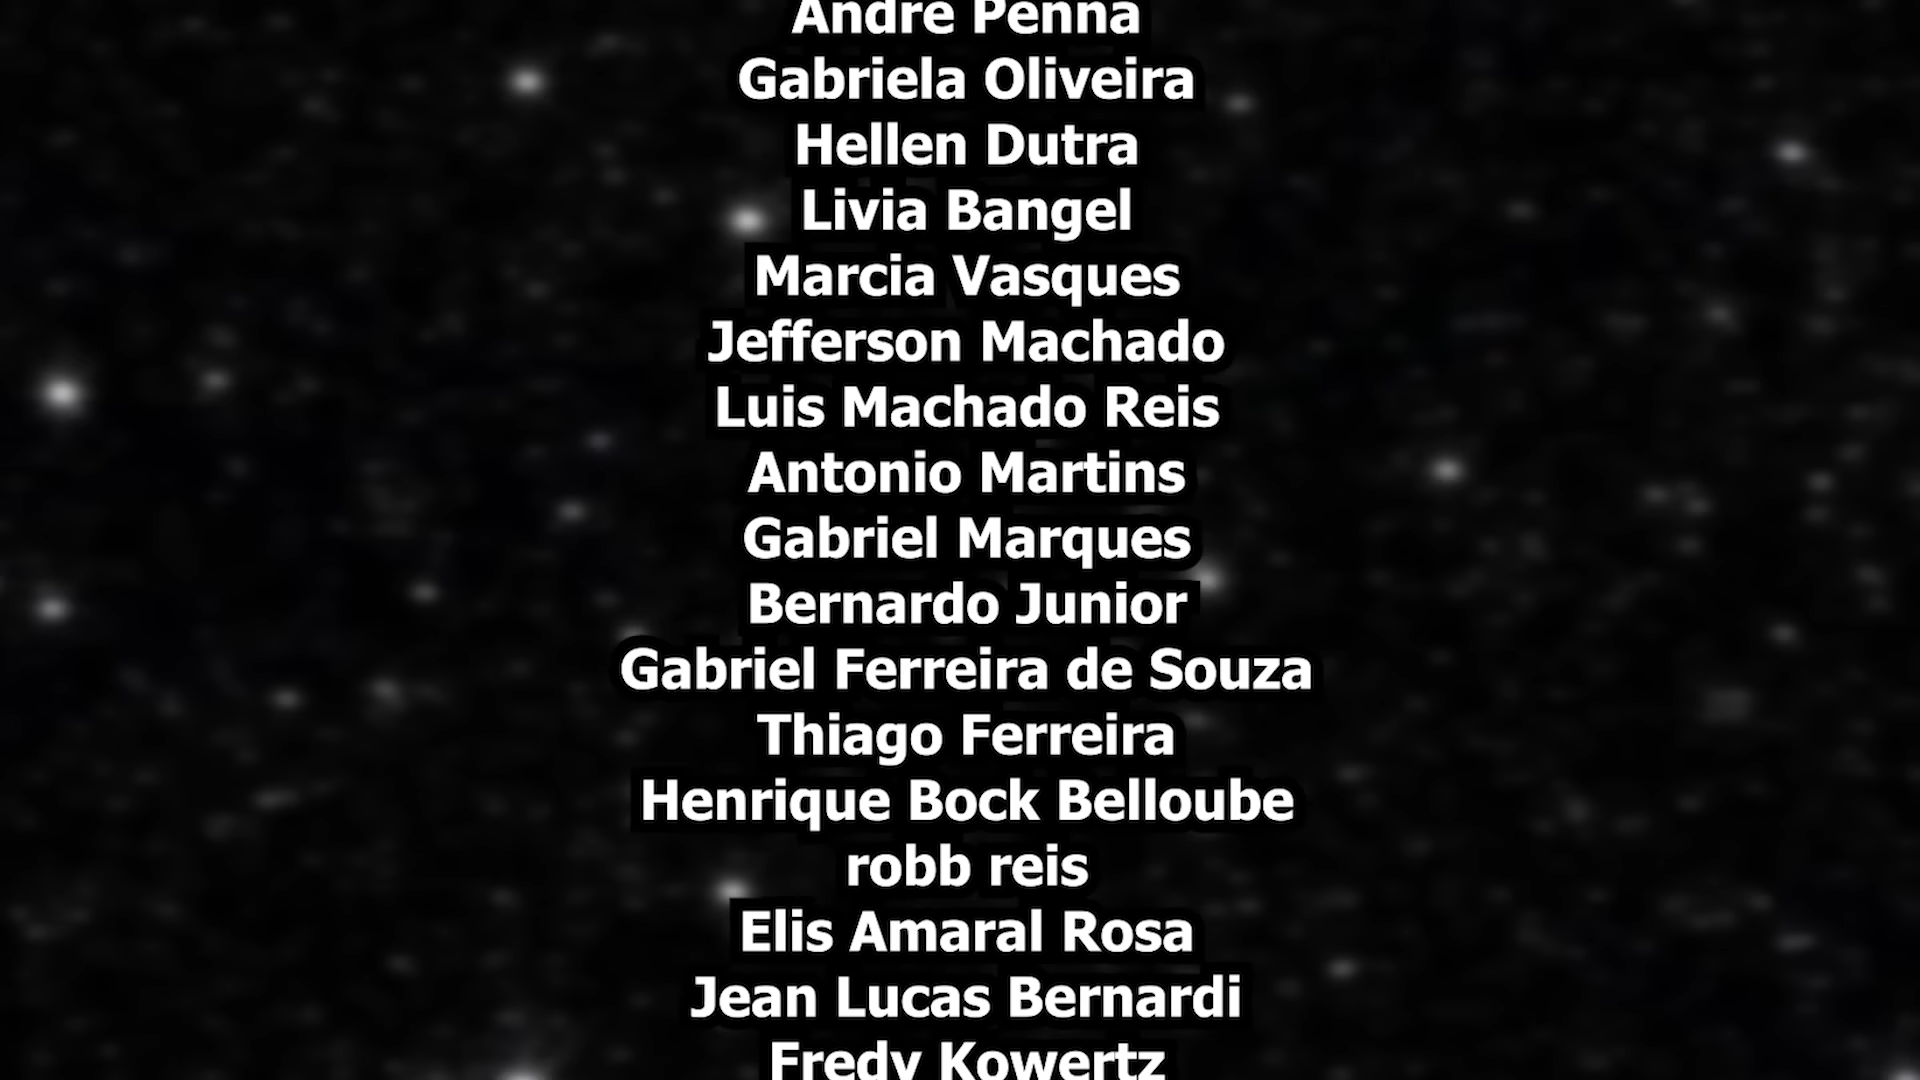 Andre Penna
Gabriela Oliveira
Hellen Dutra
Livia Bangel
Marcia Vasques
Jefferson Machado
Luis Machado Reis
Antonio Martins
Gabriel Marques
Bernardo Junior
Gabriel Ferreira de Souza
Thiago Ferreira
Henrique Bock Belloube
robb reis
Elis Amaral Rosa
Jean Lucas Bernardi
Fredy Kowertz